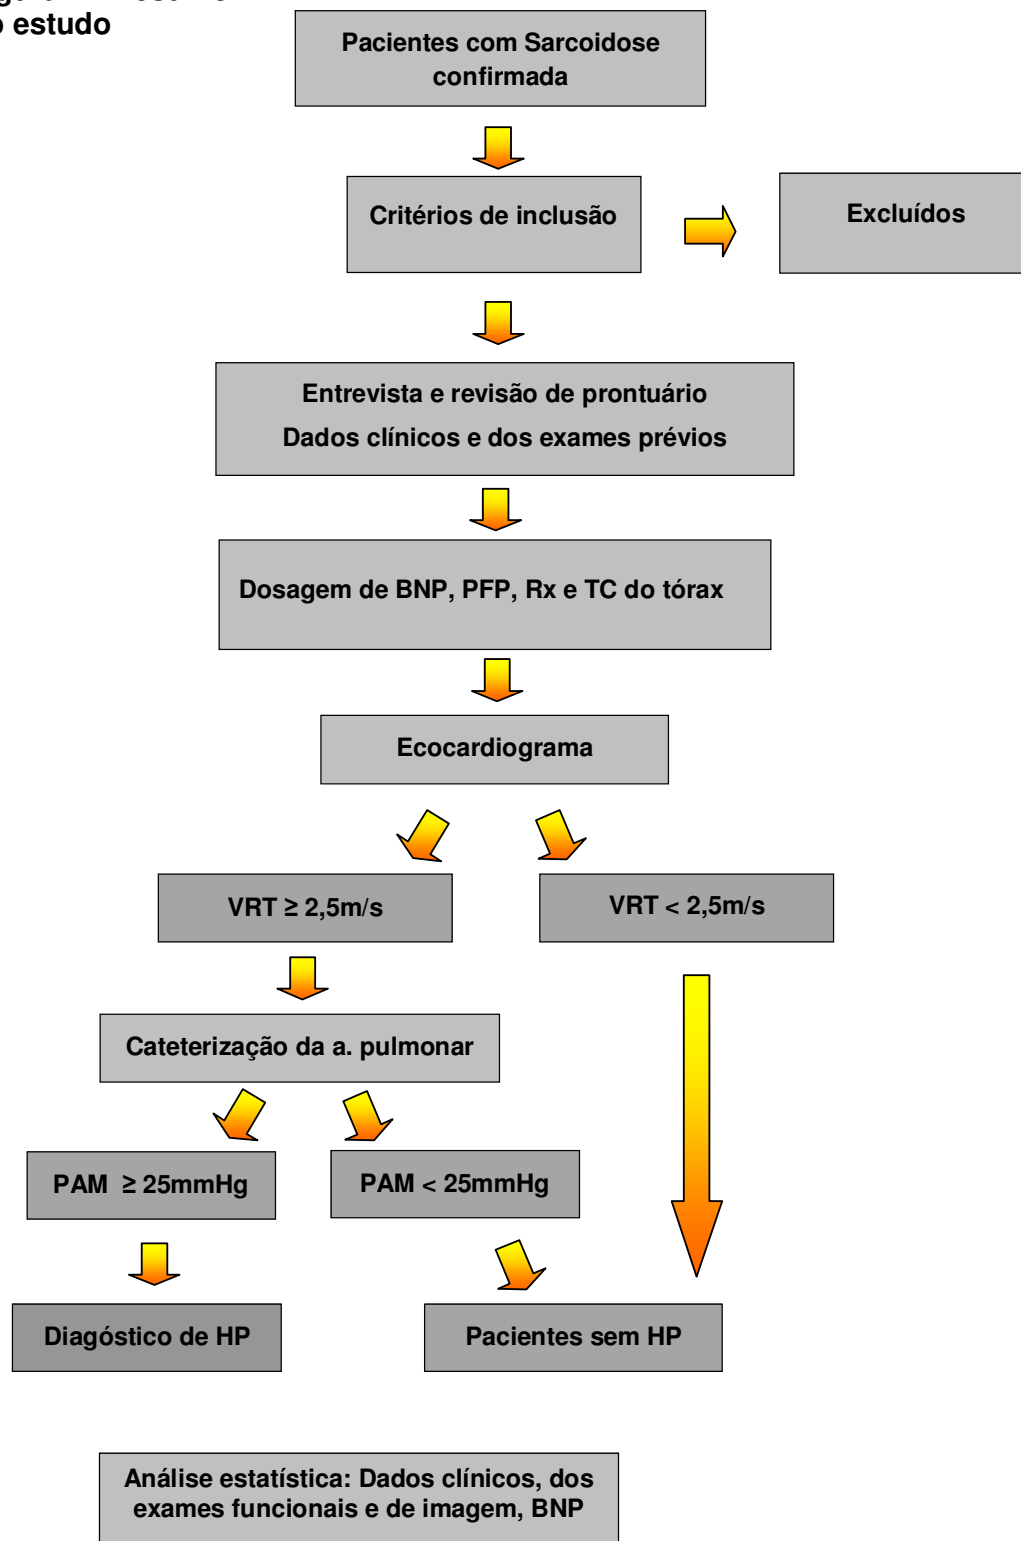 o estudo
Pacientes com Sarcoidose
confirmada
Critérios de inclusão
Excluídos
Entrevista e revisão de prontuário
Dados clínicos e dos exames prévios
Dosagem de BNP, PFP, Rx e TC do tórax
Ecocardiograma
VRT ≥ 2,5m/s
VRT < 2,5m/s
Cateterização da a. pulmonar
PAM ≥ 25mmHg
PAM < 25mmHg
Diagóstico de HP
Pacientes sem HP
Análise estatística: Dados clínicos, dos
exames funcionais e de imagem, BNP